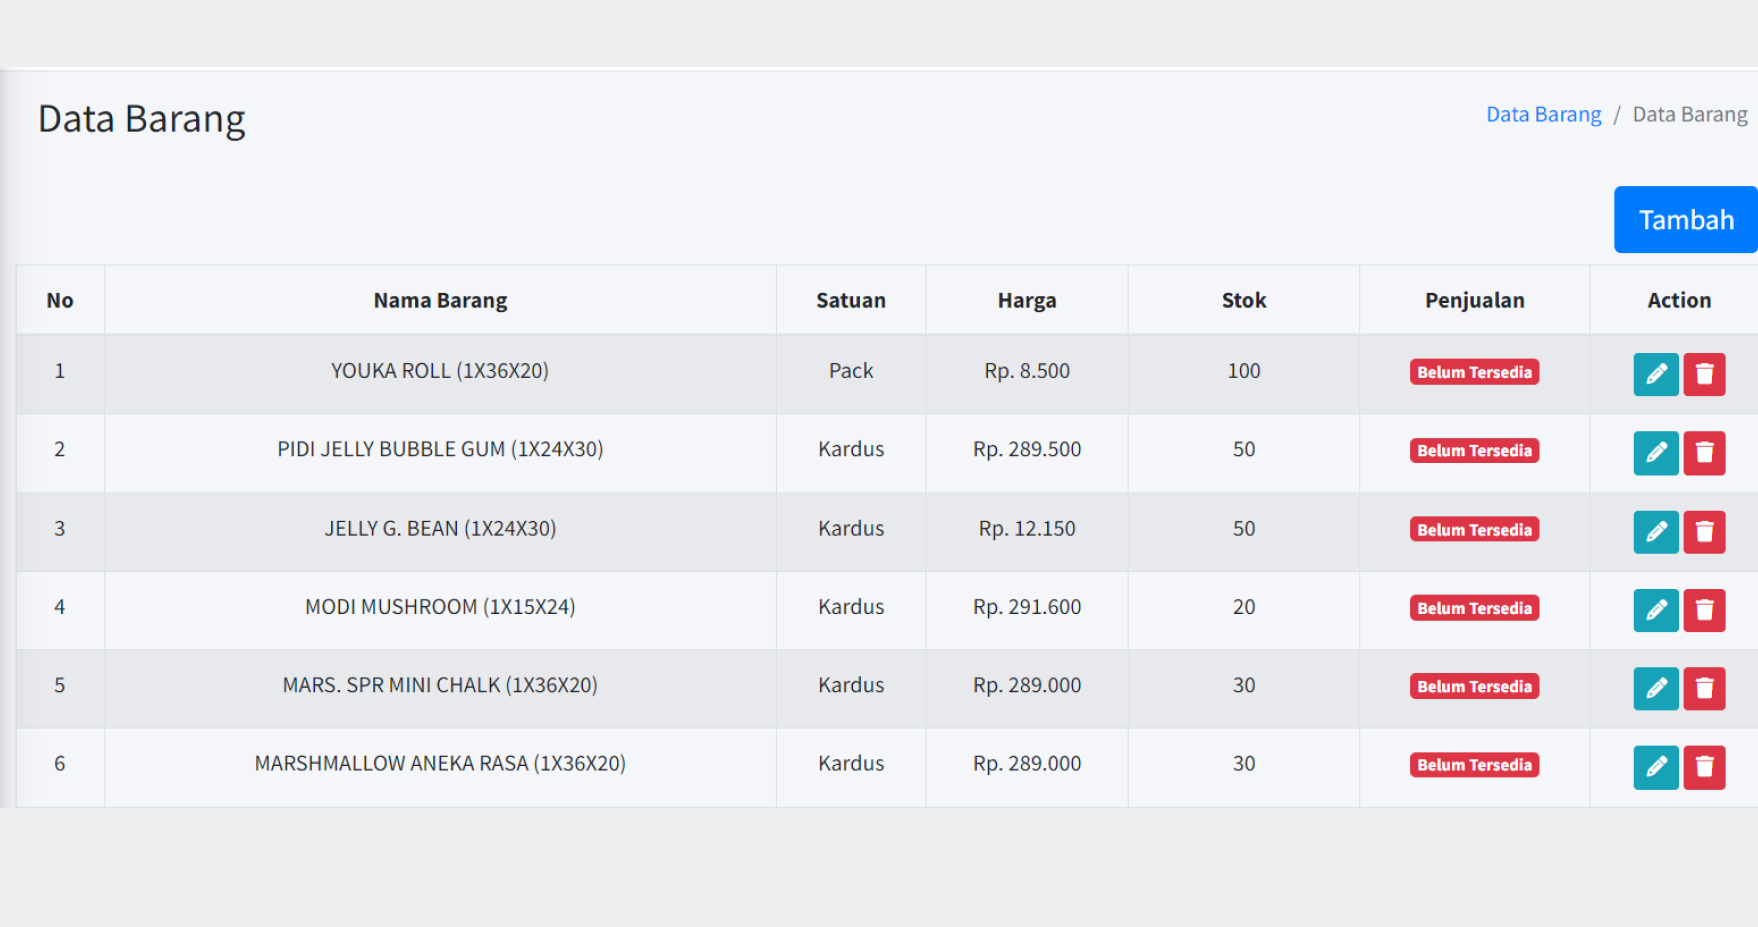 Data Barang
Data Barang / Data Barang
Tambah
No Nama Barang Satuan Harga Stok Penjualan Action
1 YOUKA ROLL (1X36X20) Pack Rp. 8.500 100 Belum Tersedia
2 PIDI JELLY BUBBLE GUM (1X24X30) Kardus Rp. 289.500 50 Belum Tersedia
3 JELLY G. BEAN (1X24X30) Kardus Rp. 12.150 50 Belum Tersedia
4 MODI MUSHROOM (1X15X24) Kardus Rp. 291.600 20 Belum Tersedia
5 MARS. SPR MINI CHALK (1X36X20) Kardus Rp. 289.000 30 Belum Tersedia
6 MARSHMALLOW ANEKA RASA (1X36X20) Kardus Rp. 289.000 30 Belum Tersedia